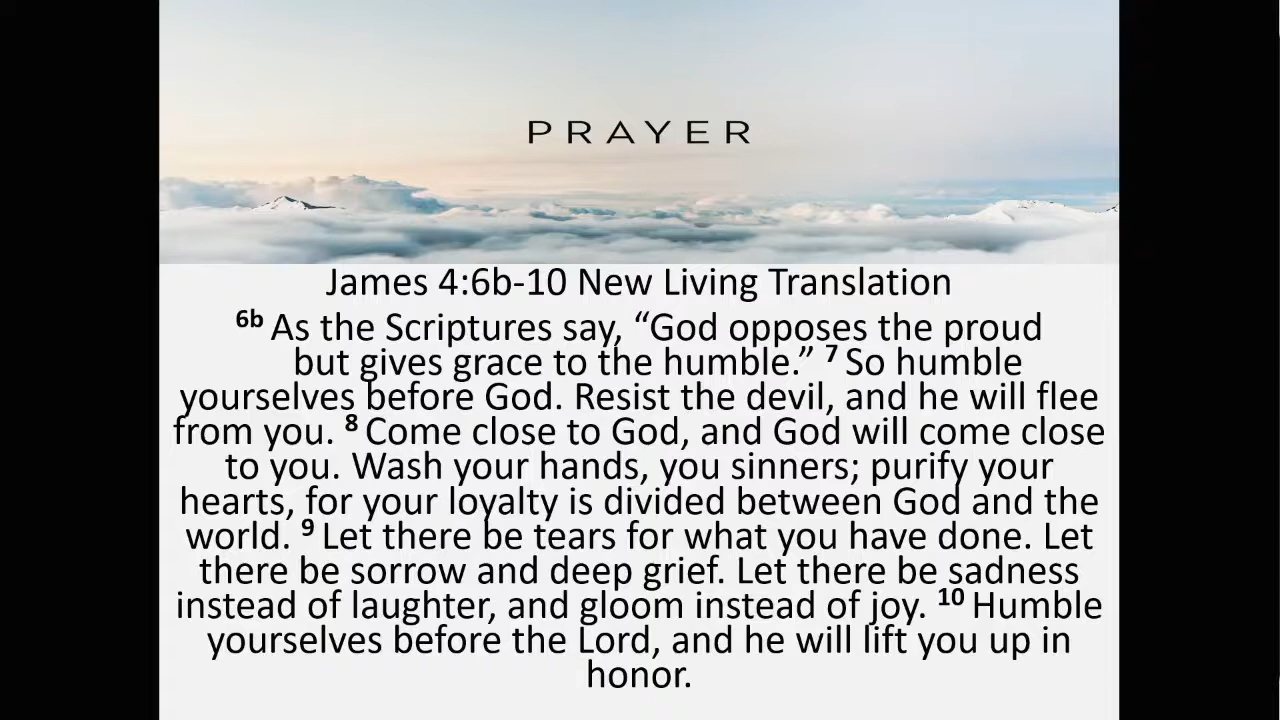 PRAYER
James 4:6b-10 New Living Translation
6b As the Scriptures say, “God opposes the proud
but gives grace to the humble.” 7 So humble
yourselves before God. Resist the devil, and he will flee
from you. 8 Come close to God, and God will come close
to you. Wash your hands, you sinners; purify your
hearts, for your loyalty is divided between God and the
world. 9 Let there be tears for what you have done. Let
there be sorrow and deep grief. Let there be sadness
instead of laughter, and gloom instead of joy. 10 Humble
yourselves before the Lord, and he will lift you up in
honor.